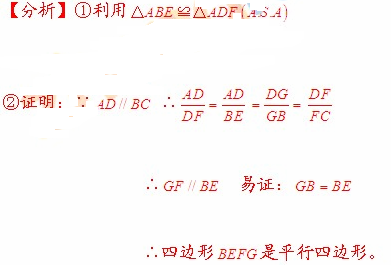 【分析】①利用△ABE≌△ADF(ASA)
②证明：∵ AD//BC ∴ AD/DF = AD/BE = DG/GB = DF/FC
∴ GF//BE 易证：GB=BE
∴四边形BEFG是平行四边形。